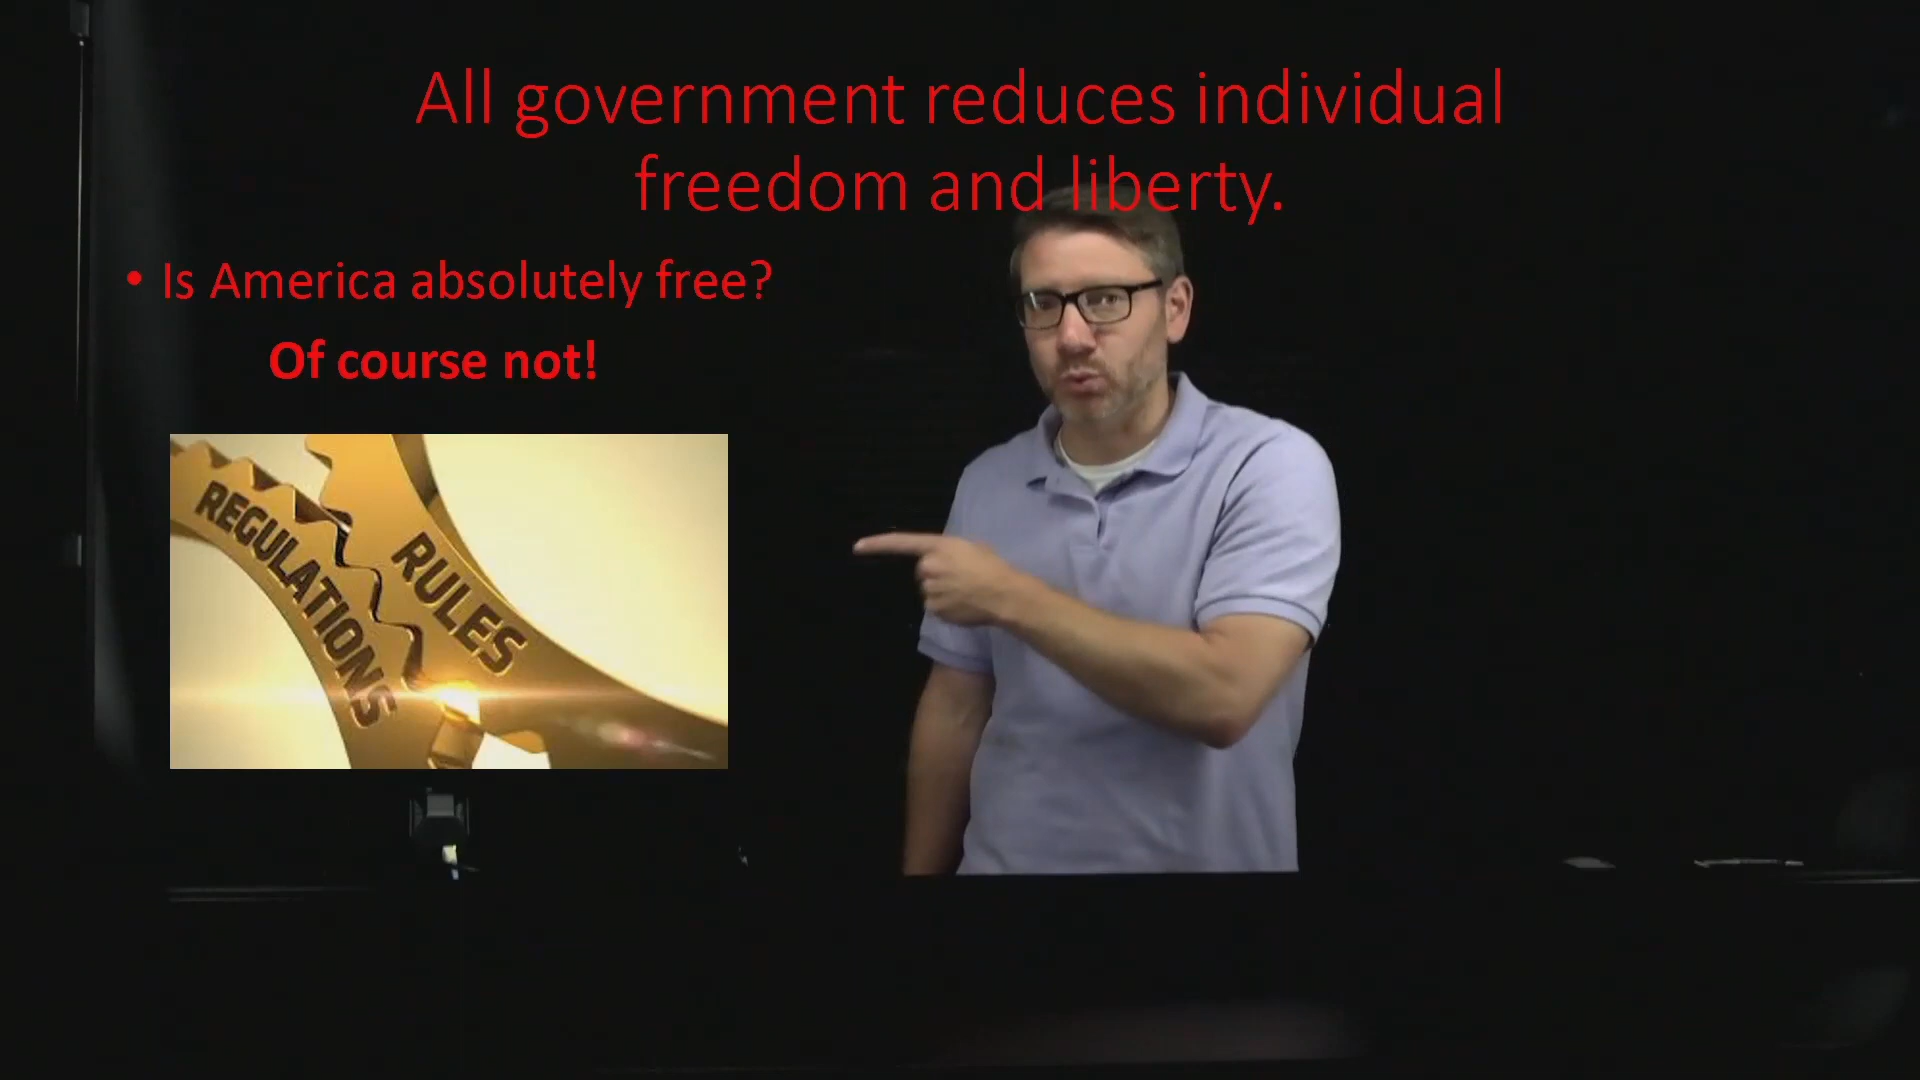 All government reduces individual
freedom and liberty.
• Is America absolutely free?
Of course not!
REGULATIONS
RULES